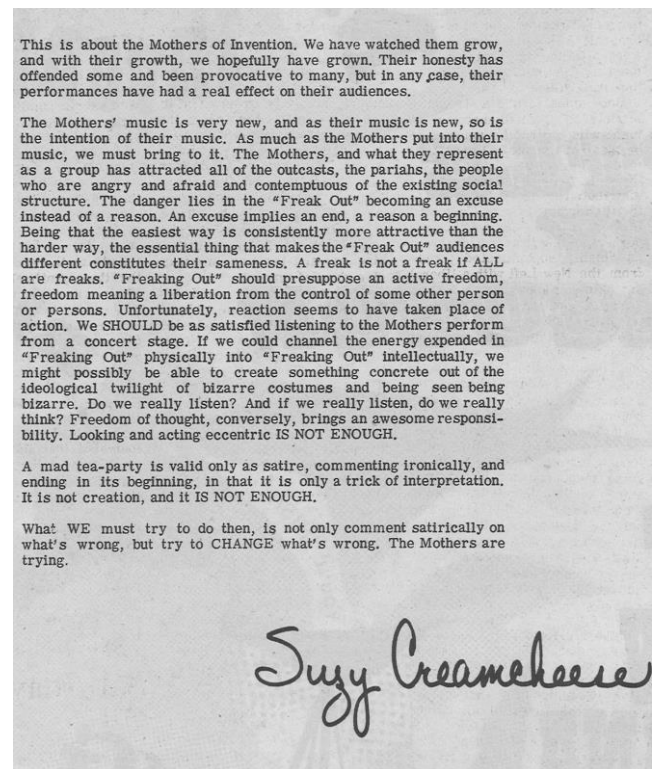 This is about the Mothers of Invention. We have watched them grow,
and with their growth, we hopefully have grown. Their honesty has
offended some and been provocative to many, but in any case, their
performances have had a real effect on their audiences.
The Mothers' music is very new, and as their music is new, so is
the intention of their music. As much as the Mothers put into their
music, we must bring to it. The Mothers, and what they represent
as a group has attracted all of the outcasts, the pariahs, the people
who are angry and afraid and contemptuous of the existing social
structure. The danger lies in the "Freak Out" becoming an excuse
instead of a reason. An excuse implies an end, a reason a beginning.
Being that the easiest way is consistently more attractive than the
harder way, the essential thing that makes the "Freak Out" audiences
different constitutes their sameness. A freak is not a freak if ALL
are freaks. "Freaking Out" should presuppose an active freedom,
freedom meaning a liberation from the control of some other person
or persons. Unfortunately, reaction seems to have taken place of
action. We SHOULD be as satisfied listening to the Mothers perform
from a concert stage. If we could channel the energy expended in
"Freaking Out" physically into "Freaking Out" intellectually, we
might possibly be able to create something concrete out of the
ideological twilight of bizarre costumes and being seen being
bizarre. Do we really listen? And if we really listen, do we really
think? Freedom of thought, conversely, brings an awesome responsi-
bility. Looking and acting eccentric IS NOT ENOUGH.
A mad tea-party is valid only as satire, commenting ironically, and
ending in its beginning, in that it is only a trick of interpretation.
It is not creation, and it IS NOT ENOUGH.
What WE must try to do then, is not only comment satirically on
what's wrong, but try to CHANGE what's wrong. The Mothers are
trying.
Suzy Creamcheese